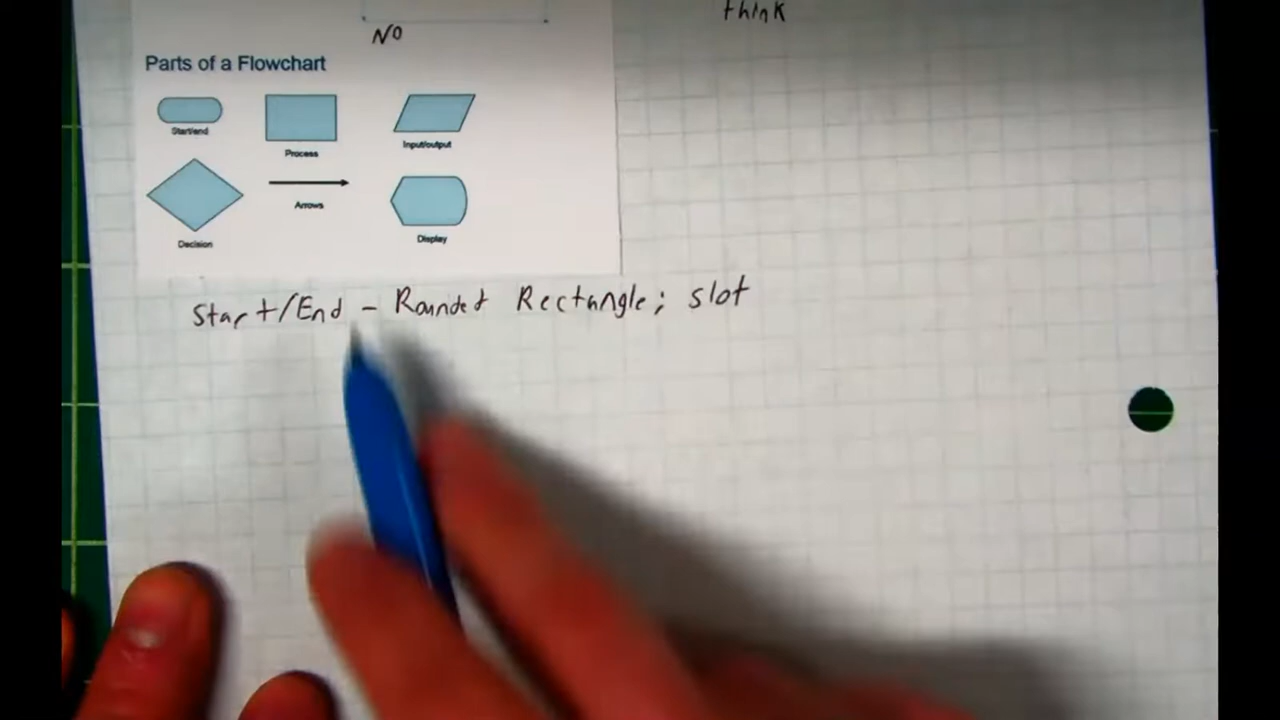 think
NO
Parts of a Flowchart
Start/end
Process
Input/output
Decision
Arrows
Display
Start/End - Rounded Rectangle; slot